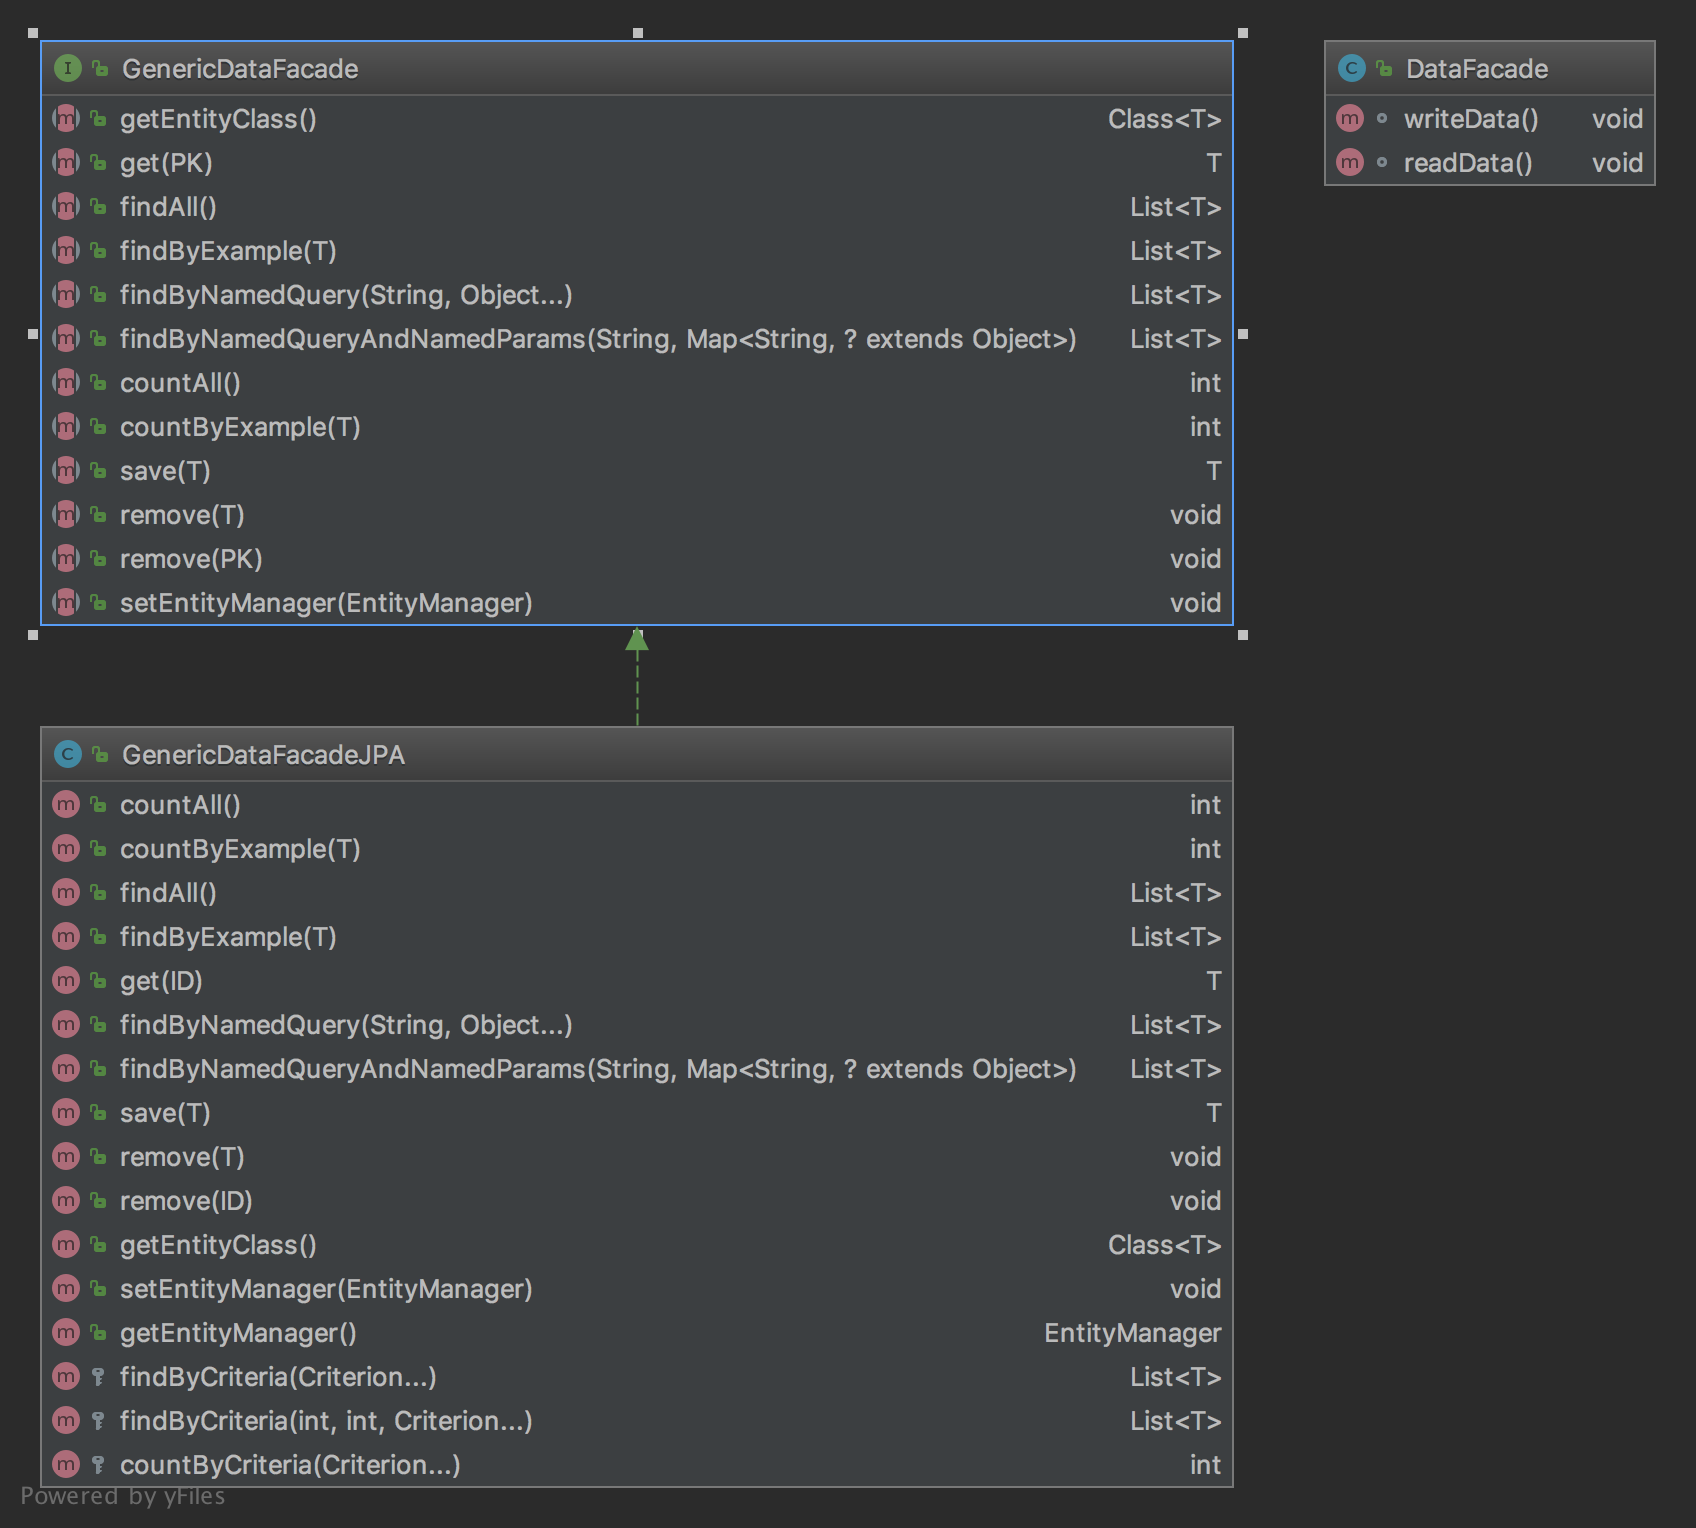 GenericDataFacade
getEntityClass() Class<T>
get(PK) T
findAll() List<T>
findByExample(T) List<T>
findByNamedQuery(String, Object...) List<T>
findByNamedQueryAndNamedParams(String, Map<String, ? extends Object>) List<T>
countAll() int
countByExample(T) int
save(T) T
remove(T) void
remove(PK) void
setEntityManager(EntityManager) void
DataFacade
writeData() void
readData() void
GenericDataFacadeJPA
countAll() int
countByExample(T) int
findAll() List<T>
findByExample(T) List<T>
get(ID) T
findByNamedQuery(String, Object...) List<T>
findByNamedQueryAndNamedParams(String, Map<String, ? extends Object>) List<T>
save(T) T
remove(T) void
remove(ID) void
getEntityClass() Class<T>
setEntityManager(EntityManager) void
getEntityManager() EntityManager
findByCriteria(Criterion...) List<T>
findByCriteria(int, int, Criterion...) List<T>
countByCriteria(Criterion...) int
Powered by yFiles